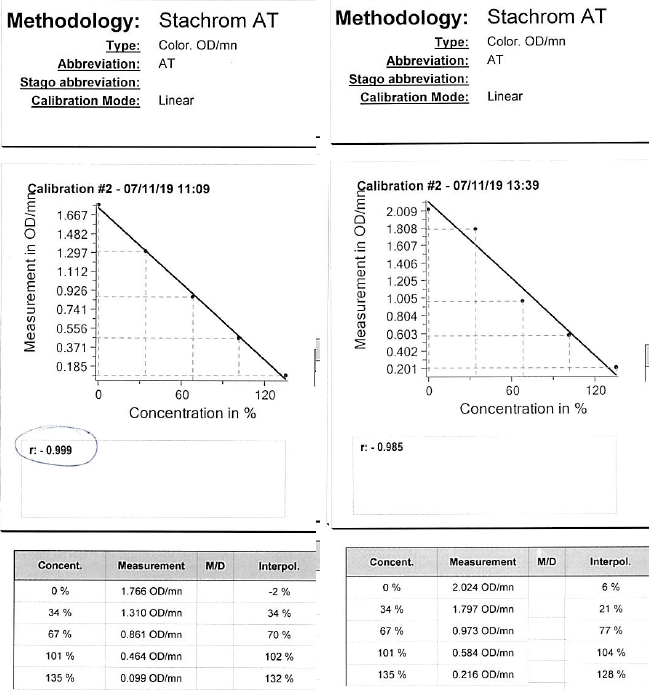 Methodology: Stachrom AT
Type: Color. OD/mn
Abbreviation: AT
Stago abbreviation:
Calibration Mode: Linear
Calibration #2 - 07/11/19 11:09
Measurement in OD/mn
1.667
1.482
1.297
1.112
0.926
0.741
0.556
0.371
0.185
0 60 120
Concentration in %
r: - 0.999
Concent. Measurement M/D Interpol.
0 % 1.766 OD/mn -2 %
34 % 1.310 OD/mn 34 %
67 % 0.861 OD/mn 70 %
101 % 0.464 OD/mn 102 %
135 % 0.099 OD/mn 132 %
Methodology: Stachrom AT
Type: Color. OD/mn
Abbreviation: AT
Stago abbreviation:
Calibration Mode: Linear
Calibration #2 - 07/11/19 13:39
Measurement in OD/mn
2.009
1.808
1.607
1.406
1.205
1.005
0.804
0.603
0.402
0.201
0 60 120
Concentration in %
r: - 0.985
Concent. Measurement M/D Interpol.
0 % 2.024 OD/mn 6 %
34 % 1.797 OD/mn 21 %
67 % 0.973 OD/mn 77 %
101 % 0.584 OD/mn 104 %
135 % 0.216 OD/mn 128 %